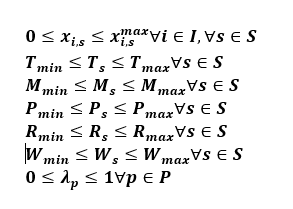 0 ≤ x_{i,s} ≤ x_{i,s}^{max} ∀i ∈ I, ∀s ∈ S
T_{min} ≤ T_s ≤ T_{max} ∀s ∈ S
M_{min} ≤ M_s ≤ M_{max} ∀s ∈ S
P_{min} ≤ P_s ≤ P_{max} ∀s ∈ S
R_{min} ≤ R_s ≤ R_{max} ∀s ∈ S
W_{min} ≤ W_s ≤ W_{max} ∀s ∈ S
0 ≤ λ_p ≤ 1 ∀p ∈ P